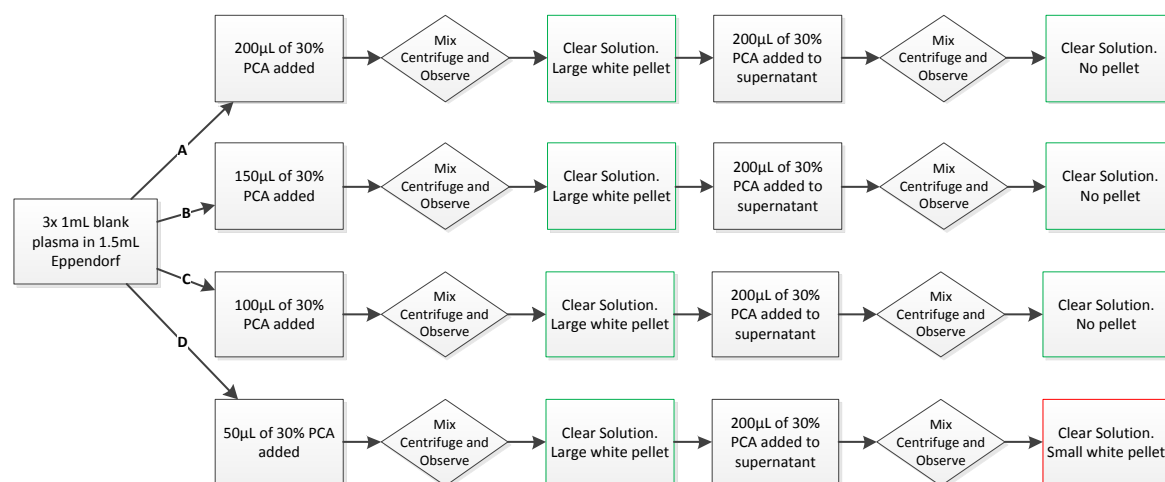 200µL of 30%
PCA added
Mix
Centrifuge and
Observe
Clear Solution.
Large white pellet
200µL of 30%
PCA added to
supernatant
Mix
Centrifuge and
Observe
Clear Solution.
No pellet
A
150µL of 30%
PCA added
Mix
Centrifuge and
Observe
Clear Solution.
Large white pellet
200µL of 30%
PCA added to
supernatant
Mix
Centrifuge and
Observe
Clear Solution.
No pellet
B
3x 1mL blank
plasma in 1.5mL
Eppendorf
C
100µL of 30%
PCA added
Mix
Centrifuge and
Observe
Clear Solution.
Large white pellet
200µL of 30%
PCA added to
supernatant
Mix
Centrifuge and
Observe
Clear Solution.
No pellet
D
50µL of 30% PCA
added
Mix
Centrifuge and
Observe
Clear Solution.
Large white pellet
200µL of 30%
PCA added to
supernatant
Mix
Centrifuge and
Observe
Clear Solution.
Small white pellet